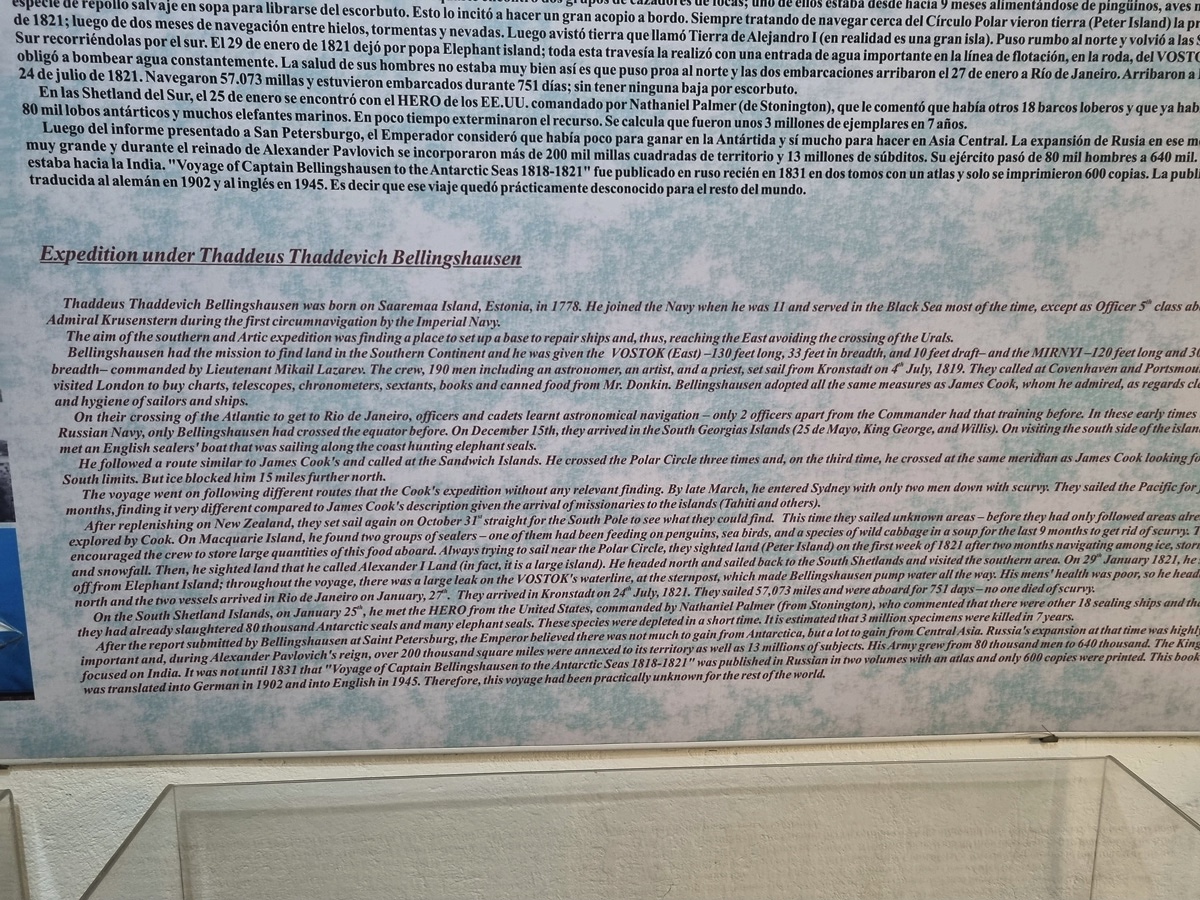 especie de repollo salvaje en sopa para librarse del escorbuto. Esto lo incitó a hacer un gran acopio a bordo. Siempre tratando de navegar cerca del Círculo Polar vieron tierra (Peter Island) la
de 1821; luego de dos meses de navegación entre hielos, tormentas y nevadas. Luego avistó tierra que llamó Tierra de Alejandro I (en realidad es una gran isla). Puso rumbo al norte y volvió a las
Sur recorriéndolas por el sur. El 29 de enero de 1821 dejó por popa Elephant island; toda esta travesía la realizó con una entrada de agua importante en la línea de flotación, en la roda, del
obligó a bombear agua constantemente. La salud de sus hombres no estaba muy bien así es que puso proa al norte y las dos embarcaciones arribaron el 27 de enero a Río de Janeiro. Arribaron a
24 de julio de 1821. Navegaron 57.073 millas y estuvieron embarcados durante 751 días; sin tener ninguna baja por escorbuto.
En las Shetland del Sur, el 25 de enero se encontró con el HERO de los EE.UU. comandado por Nathaniel Palmer (de Stonington), que le comentó que había otros 18 barcos loberos y que ya
80 mil lobos antárticos y muchos elefantes marinos. En poco tiempo exterminaron el recurso. Se calcula que fueron unos 3 millones de ejemplares en 7 años.
Luego del informe presentado a San Petersburgo, el Emperador consideró que había poco para ganar en la Antártida y sí mucho para hacer en Asia Central. La expansión de Rusia en ese
muy grande y durante el reinado de Alexander Pavlovich se incorporaron más de 200 mil millas cuadradas de territorio y 13 millones de súbditos. Su ejército pasó de 80 mil hombres a 640 mil.
estaba hacia la India. "Voyage of Captain Bellingshausen to the Antarctic Seas 1818-1821" fue publicado en ruso recién en 1831 en dos tomos con un atlas y solo se imprimieron 600 copias. La
traducida al alemán en 1902 y al inglés en 1945. Es decir que ese viaje quedó prácticamente desconocido para el resto del mundo.
Expedition under Thaddeus Thaddevich Bellingshausen
Thaddeus Thaddevich Bellingshausen was born on Saaremaa Island, Estonia, in 1778. He joined the Navy when he was 11 and served in the Black Sea most of the time, except as Officer 5th class
Admiral Krusenstern during the first circumnavigation by the Imperial Navy.
The aim of the southern and Artic expedition was finding a place to set up a base to repair ships and, thus, reaching the East avoiding the crossing of the Urals.
Bellingshausen had the mission to find land in the Southern Continent and he was given the VOSTOK (East) –130 feet long, 33 feet in breadth, and 10 feet draft– and the MIRNYI –120 feet long and
breadth– commanded by Lieutenant Mikail Lazarev. The crew, 190 men including an astronomer, an artist, and a priest, set sail from Kronstadt on 4th July, 1819. They called at Covenhaven and
visited London to buy charts, telescopes, chronometers, sextants, books and canned food from Mr. Donkin. Bellingshausen adopted all the same measures as James Cook, whom he admired, as regards
and hygiene of sailors and ships.
On their crossing of the Atlantic to get to Rio de Janeiro, officers and cadets learnt astronomical navigation – only 2 officers apart from the Commander had that training before. In these early times
Russian Navy, only Bellingshausen had crossed the equator before. On December 15th, they arrived in the South Georgias Islands (25 de Mayo, King George, and Willis). On visiting the south side of the
met an English sealers' boat that was sailing along the coast hunting elephant seals.
He followed a route similar to James Cook's and called at the Sandwich Islands. He crossed the Polar Circle three times and, on the third time, he crossed at the same meridian as James Cook looking
South limits. But ice blocked him 15 miles further north.
The voyage went on following different routes that the Cook's expedition without any relevant finding. By late March, he entered Sydney with only two men down with scurvy. They sailed the Pacific for
months, finding it very different compared to James Cook's description given the arrival of missionaries to the islands (Tahiti and others).
After replenishing on New Zealand, they set sail again on October 31st straight for the South Pole to see what they could find. This time they sailed unknown areas – before they had only followed areas
explored by Cook. On Macquarie Island, he found two groups of sealers – one of them had been feeding on penguins, sea birds, and a species of wild cabbage in a soup for the last 9 months to get rid of scurvy.
encouraged the crew to store large quantities of this food aboard. Always trying to sail near the Polar Circle, they sighted land (Peter Island) on the first week of 1821 after two months navigating among ice,
and snowfall. Then, he sighted land that he called Alexander I Land (in fact, it is a large island). He headed north and sailed back to the South Shetlands and visited the southern area. On 29th January 1821, he
off from Elephant Island; throughout the voyage, there was a large leak on the VOSTOK's waterline, at the sternpost, which made Bellingshausen pump water all the way. His mens' health was poor, so he
north and the two vessels arrived in Rio de Janeiro on January, 27th. They arrived in Kronstadt on 24th July, 1821. They sailed 57,073 miles and were aboard for 751 days – no one died of scurvy.
On the South Shetland Islands, on January 25th, he met the HERO from the United States, commanded by Nathaniel Palmer (from Stonington), who commented that there were other 18 sealing ships and
they had already slaughtered 80 thousand Antarctic seals and many elephant seals. These species were depleted in a short time. It is estimated that 3 million specimens were killed in 7 years.
After the report submitted by Bellingshausen at Saint Petersburg, the Emperor believed there was not much to gain from Antarctica, but a lot to gain from Central Asia. Russia's expansion at that time was
important and, during Alexander Pavlovich's reign, over 200 thousand square miles were annexed to its territory as well as 13 millions of subjects. His Army grew from 80 thousand men to 640 thousand. The
focused on India. It was not until 1831 that "Voyage of Captain Bellingshausen to the Antarctic Seas 1818-1821" was published in Russian in two volumes with an atlas and only 600 copies were printed. This book
was translated into German in 1902 and into English in 1945. Therefore, this voyage had been practically unknown for the rest of the world.